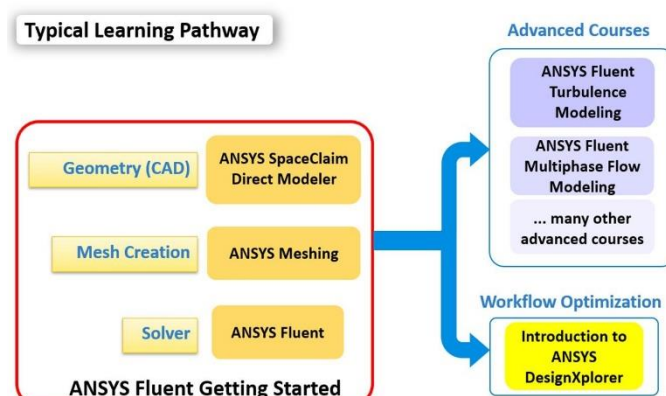 Typical Learning Pathway
Geometry (CAD)
ANSYS SpaceClaim
Direct Modeler
Mesh Creation
ANSYS Meshing
Solver
ANSYS Fluent
ANSYS Fluent Getting Started
Advanced Courses
ANSYS Fluent
Turbulence
Modeling
ANSYS Fluent
Multiphase Flow
Modeling
... many other
advanced courses
Workflow Optimization
Introduction to
ANSYS
DesignXplorer